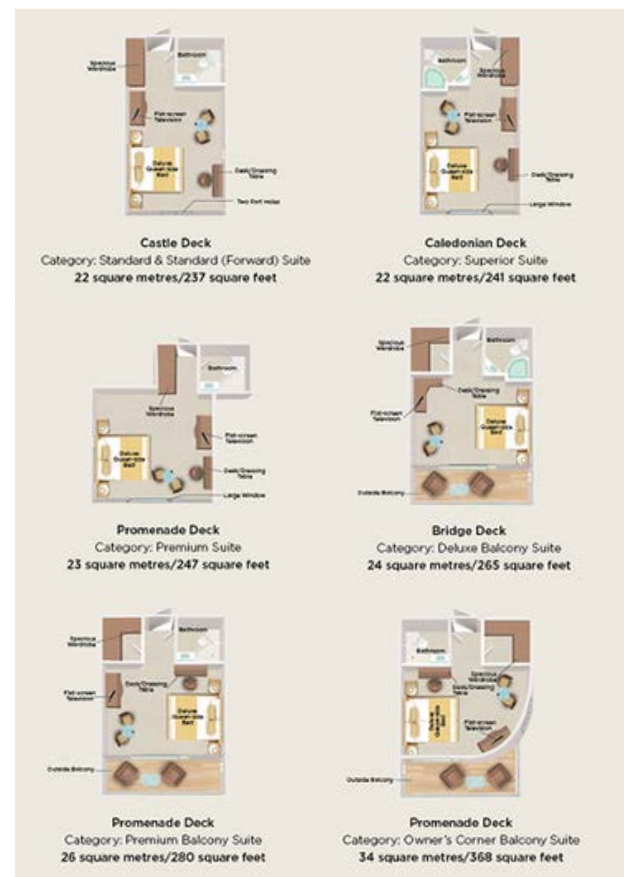 Spacious
Wardrobe
Bathroom
Flat-screen
Television
Deluxe
Queen-size
Bed
Desk/Dressing
Table
Two Port Holes
Castle Deck
Category: Standard & Standard (Forward) Suite
22 square metres/237 square feet
Bathroom
Spacious
Wardrobe
Flat-screen
Television
Deluxe
Queen-size
Bed
Desk/Dressing
Table
Large Window
Caledonian Deck
Category: Superior Suite
22 square metres/241 square feet
Bathroom
Spacious
Wardrobe
Flat-screen
Television
Deluxe
Queen-size
Bed
Desk/Dressing
Table
Large Window
Promenade Deck
Category: Premium Suite
23 square metres/247 square feet
Spacious
Wardrobe
Bathroom
Desk/Dressing
Table
Flat-screen
Television
Deluxe
Queen-size
Bed
Outside Balcony
Bridge Deck
Category: Deluxe Balcony Suite
24 square metres/265 square feet
Spacious
Wardrobe
Bathroom
Desk/Dressing
Table
Flat-screen
Television
Deluxe
Queen-size
Bed
Outside Balcony
Promenade Deck
Category: Premium Balcony Suite
26 square metres/280 square feet
Bathroom
Spacious
Wardrobe
Desk/Dressing
Table
Deluxe
Queen-size
Bed
Flat-screen
Television
Outside Balcony
Promenade Deck
Category: Owner's Corner Balcony Suite
34 square metres/368 square feet